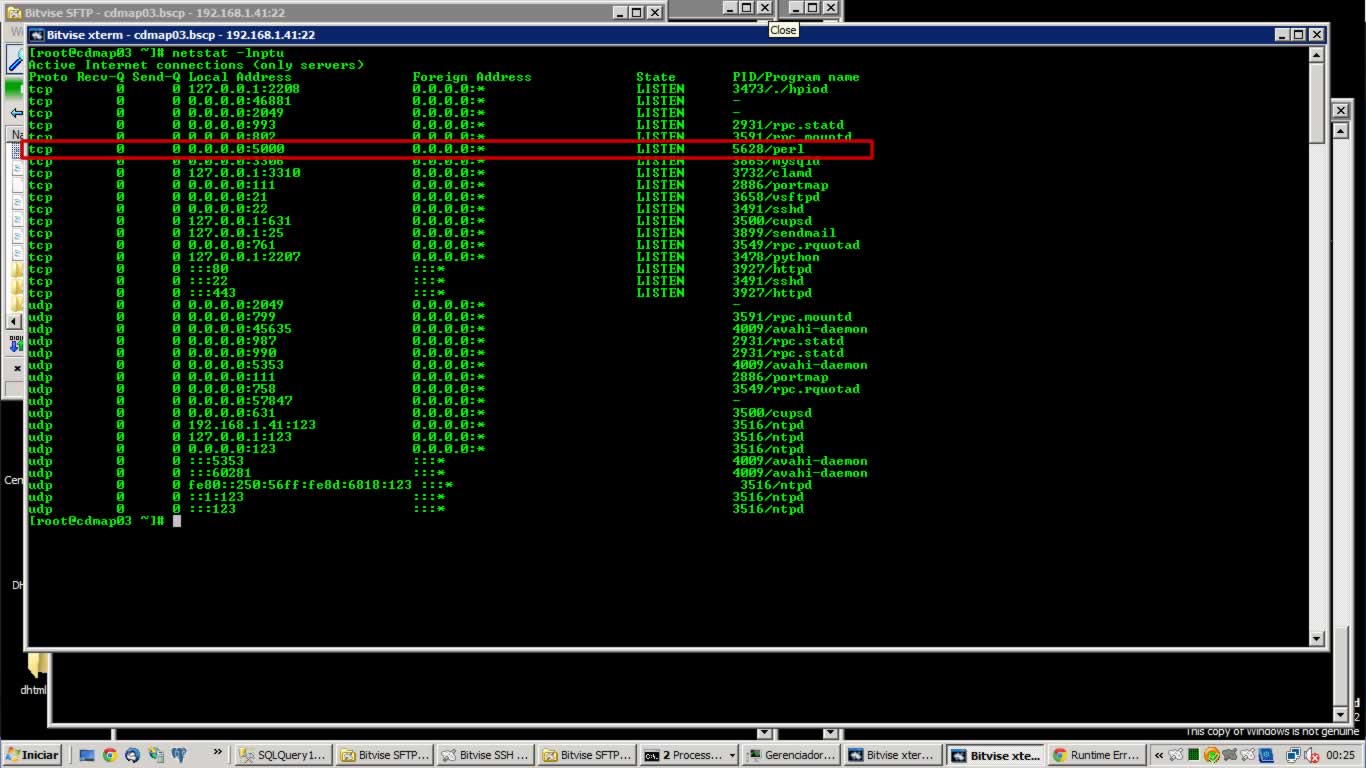 Bitvise SFTP - cdmap03.bscp - 192.168.1.41:22
Close
Bitvise xterm - cdmap03.bscp - 192.168.1.41:22
[root@cdmap03 ~]# netstat -lnptu
Active Internet connections (only servers)
Proto Recv-Q Send-Q Local Address Foreign Address State PID/Program name
tcp 0 0 127.0.0.1:2208 0.0.0.0:* LISTEN 3473/./hpiod
tcp 0 0 0.0.0.0:46881 0.0.0.0:* LISTEN -
tcp 0 0 0.0.0.0:2049 0.0.0.0:* LISTEN -
tcp 0 0 0.0.0.0:993 0.0.0.0:* LISTEN 2931/rpc.statd
tcp 0 0 0.0.0.0:802 0.0.0.0:* LISTEN 3591/rpc.mountd
tcp 0 0 0.0.0.0:5000 0.0.0.0:* LISTEN 5628/perl
tcp 0 0 0.0.0.0:3306 0.0.0.0:* LISTEN 3865/mysqld
tcp 0 0 127.0.0.1:3310 0.0.0.0:* LISTEN 3732/clamd
tcp 0 0 0.0.0.0:111 0.0.0.0:* LISTEN 2886/portmap
tcp 0 0 0.0.0.0:21 0.0.0.0:* LISTEN 3658/vsftpd
tcp 0 0 0.0.0.0:22 0.0.0.0:* LISTEN 3491/sshd
tcp 0 0 127.0.0.1:631 0.0.0.0:* LISTEN 3500/cupsd
tcp 0 0 127.0.0.1:25 0.0.0.0:* LISTEN 3899/sendmail
tcp 0 0 0.0.0.0:761 0.0.0.0:* LISTEN 3549/rpc.rquotad
tcp 0 0 127.0.0.1:2207 0.0.0.0:* LISTEN 3478/python
tcp 0 0 :::80 :::* LISTEN 3927/httpd
tcp 0 0 :::22 :::* LISTEN 3491/sshd
tcp 0 0 :::443 :::* LISTEN 3927/httpd
udp 0 0 0.0.0.0:2049 0.0.0.0:* -
udp 0 0 0.0.0.0:799 0.0.0.0:* 3591/rpc.mountd
udp 0 0 0.0.0.0:45635 0.0.0.0:* 4009/avahi-daemon
udp 0 0 0.0.0.0:987 0.0.0.0:* 2931/rpc.statd
udp 0 0 0.0.0.0:990 0.0.0.0:* 2931/rpc.statd
udp 0 0 0.0.0.0:5353 0.0.0.0:* 4009/avahi-daemon
udp 0 0 0.0.0.0:111 0.0.0.0:* 2886/portmap
udp 0 0 0.0.0.0:758 0.0.0.0:* 3549/rpc.rquotad
udp 0 0 0.0.0.0:57847 0.0.0.0:* -
udp 0 0 0.0.0.0:631 0.0.0.0:* 3500/cupsd
udp 0 0 192.168.1.41:123 0.0.0.0:* 3516/ntpd
udp 0 0 127.0.0.1:123 0.0.0.0:* 3516/ntpd
udp 0 0 0.0.0.0:123 0.0.0.0:* 3516/ntpd
udp 0 0 :::5353 :::* 4009/avahi-daemon
udp 0 0 :::60281 :::* 4009/avahi-daemon
udp 0 0 fe80::250:56ff:fe8d:6818:123 :::* 3516/ntpd
udp 0 0 ::1:123 :::* 3516/ntpd
udp 0 0 :::123 :::* 3516/ntpd
[root@cdmap03 ~]#
Na
Cen
DH
dhtml
This copy of Windows is not genuine
Iniciar
»
SQLQuery1...
Bitvise SFTP...
Bitvise SSH ...
Bitvise SFTP...
2 Process...
Gerenciador...
Bitvise xter...
Bitvise xte...
Runtime Err...
«
00:25